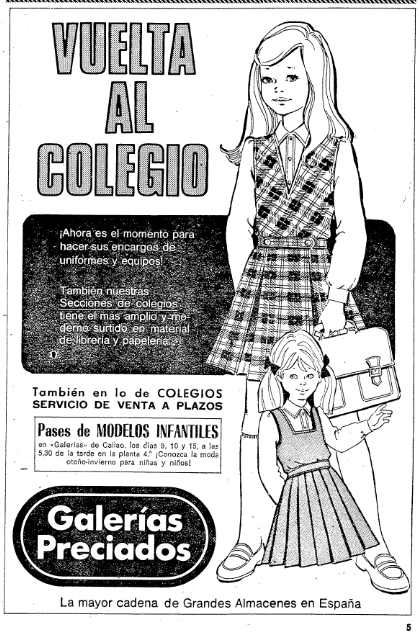 VUELTA
AL
COLEGIO
¡Ahora es el momento para
hacer sus encargos de
uniformes y equipos!
También nuestras
Secciones de colegios
tiene el más amplio y mo-
derno surtido en material
de librería y papelería.
También en lo de COLEGIOS
SERVICIO DE VENTA A PLAZOS
Pases de MODELOS INFANTILES
en «Galerías» de Callao, los días 9, 10 y 15, a las
5,30 de la tarde en la planta 4.ª ¡Conozca la moda
otoño-invierno para niñas y niños!
Galerías
Preciados
La mayor cadena de Grandes Almacenes en España
5